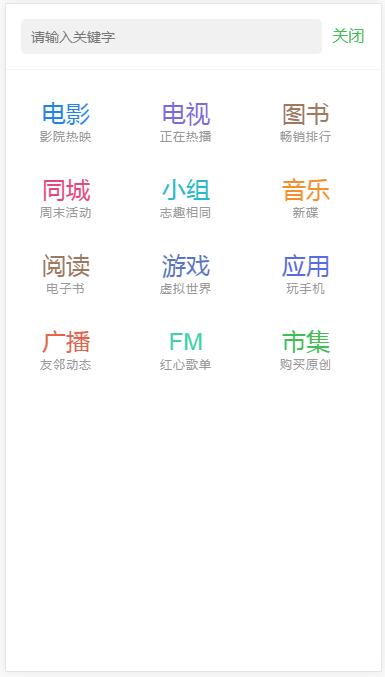 请输入关键字 关闭
电影 电视 图书
影院热映 正在热播 畅销排行
同城 小组 音乐
周末活动 志趣相同 新碟
阅读 游戏 应用
电子书 虚拟世界 玩手机
广播 FM 市集
友邻动态 红心歌单 购买原创